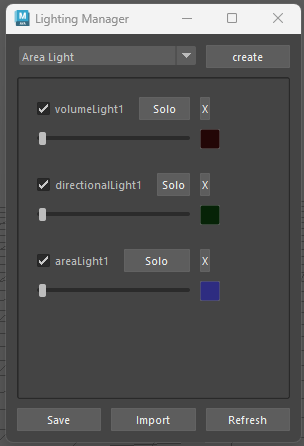 Lighting Manager
Area Light
create
volumeLight1 Solo X
directionalLight1 Solo X
areaLight1 Solo X
Save Import Refresh